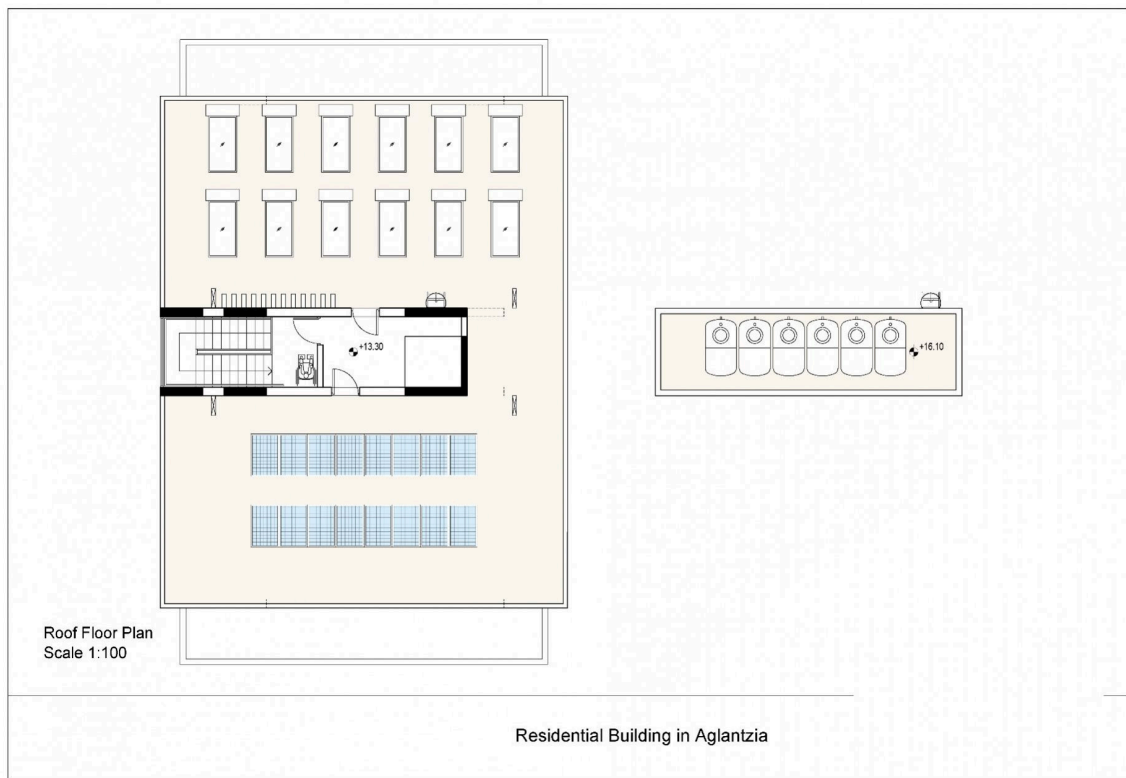 +13.30
+16.10
Roof Floor Plan
Scale 1:100
Residential Building in Aglantzia